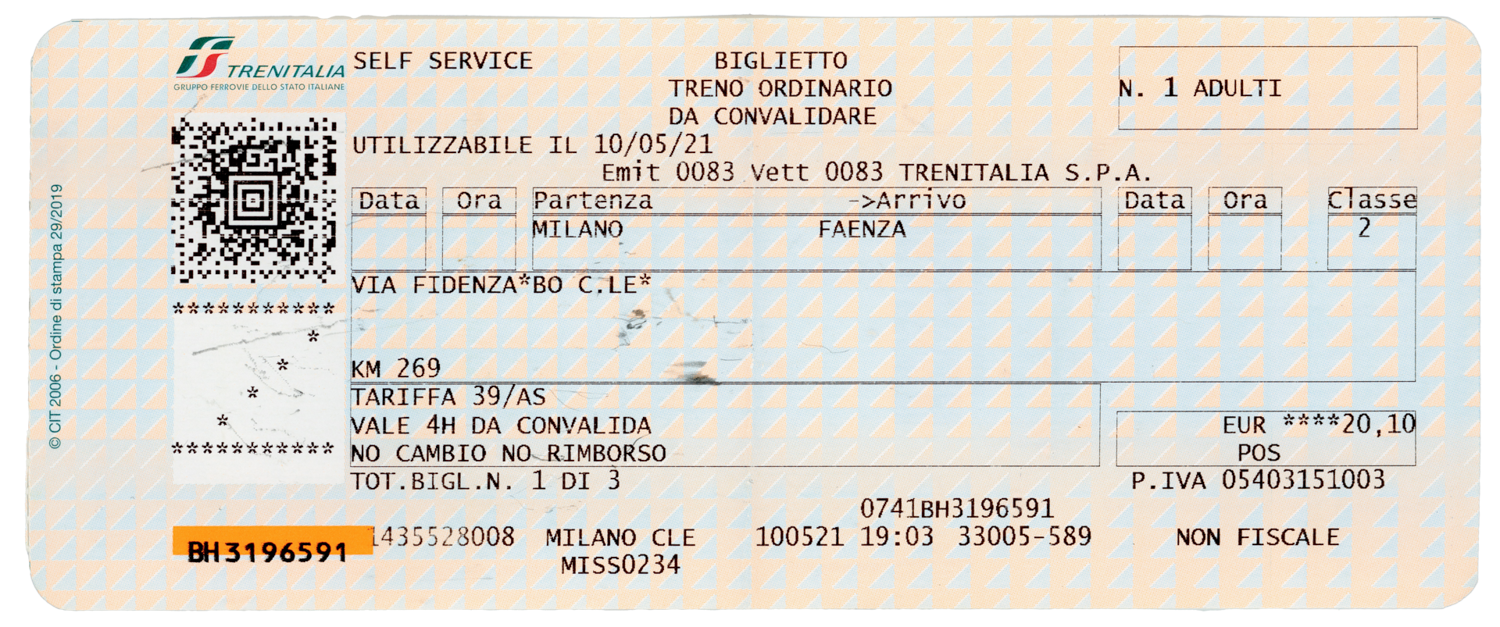 TRENITALIA
GRUPPO FERROVIE DELLO STATO ITALIANE
SELF SERVICE BIGLIETTO
TRENO ORDINARIO
DA CONVALIDARE
N. 1 ADULTI
UTILIZZABILE IL 10/05/21
Emit 0083 Vett 0083 TRENITALIA S.P.A.
Data Ora Partenza ->Arrivo Data Ora Classe
MILANO FAENZA 2
VIA FIDENZA*BO C.LE*
***********
*
*
*
*
***********
KM 269
TARIFFA 39/AS
VALE 4H DA CONVALIDA
NO CAMBIO NO RIMBORSO
EUR ****20,10
POS
TOT.BIGL.N. 1 DI 3
P.IVA 05403151003
0741BH3196591
BH3196591
1435528008 MILANO CLE 100521 19:03 33005-589 NON FISCALE
MISS0234
© CIT 2006 - Ordine di stampa 29/2019